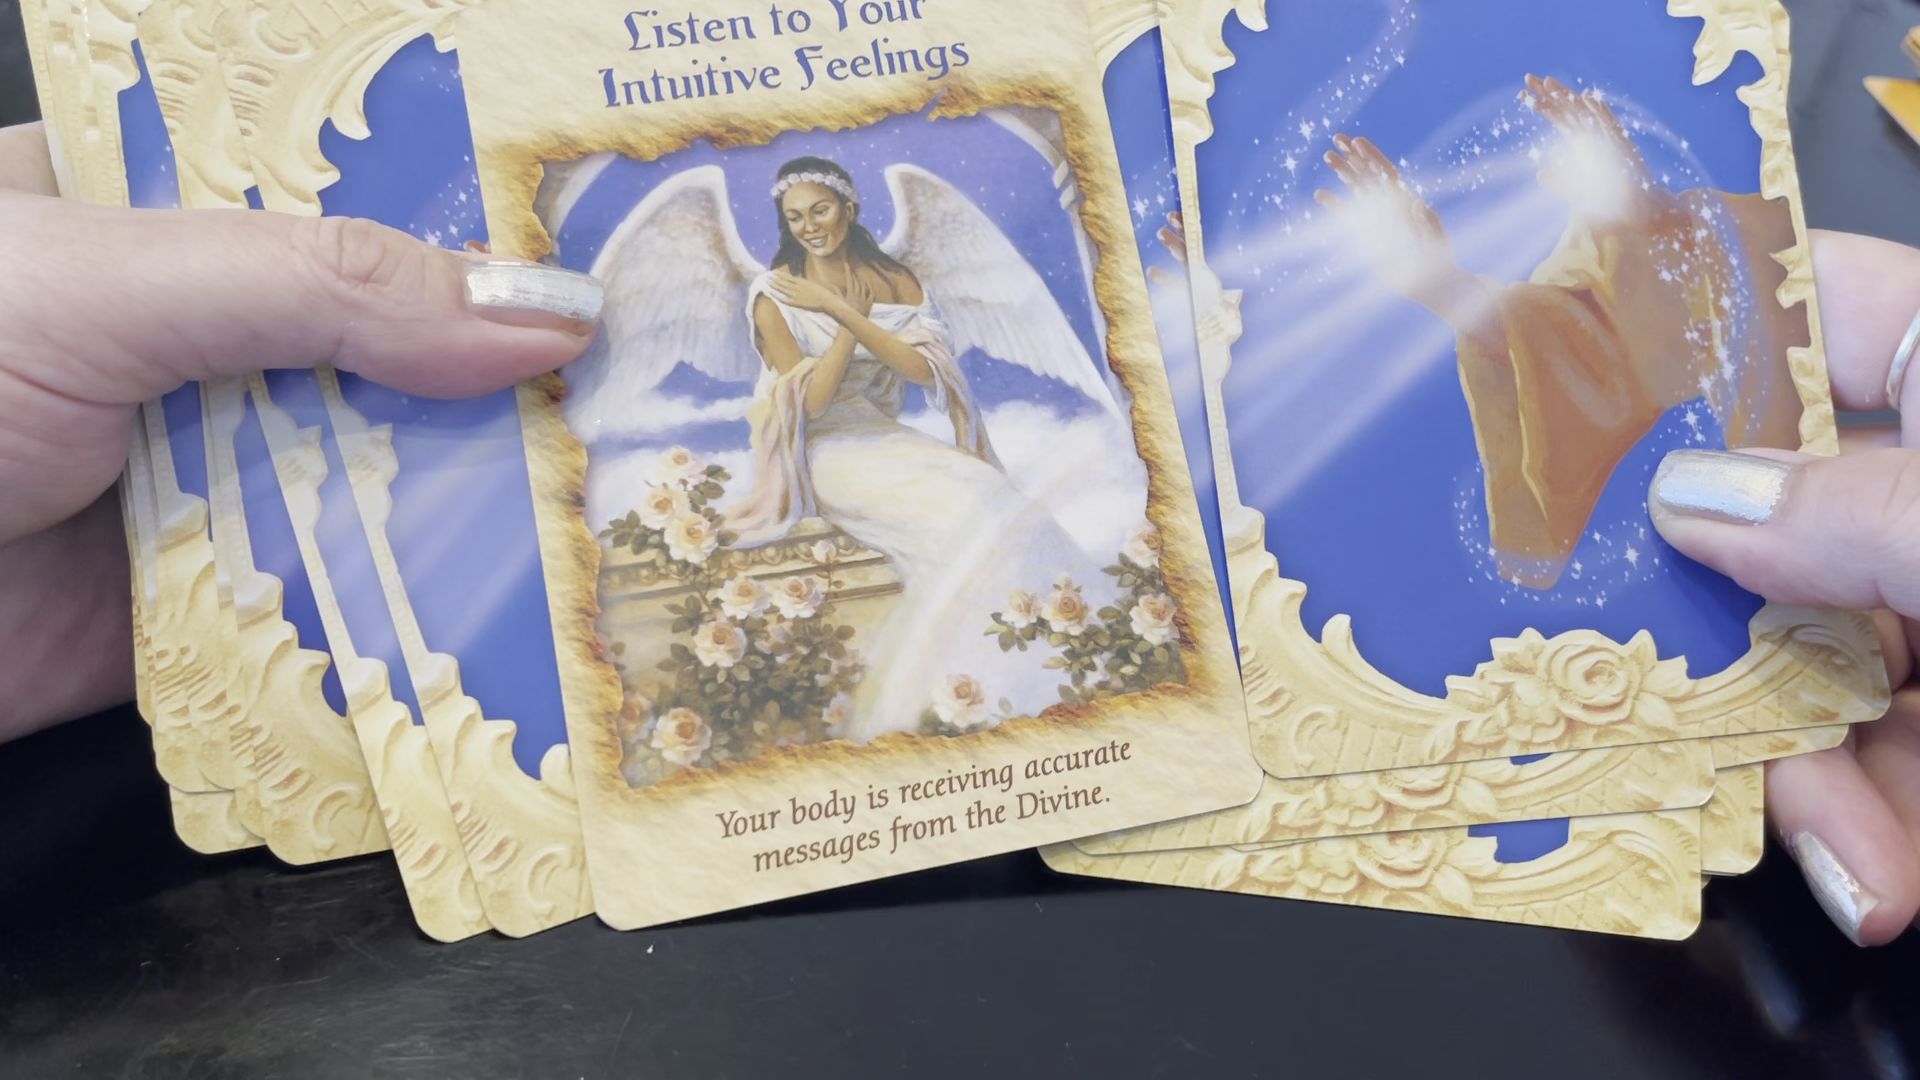 Listen to Your
Intuitive Feelings
Your body is receiving accurate
messages from the Divine.